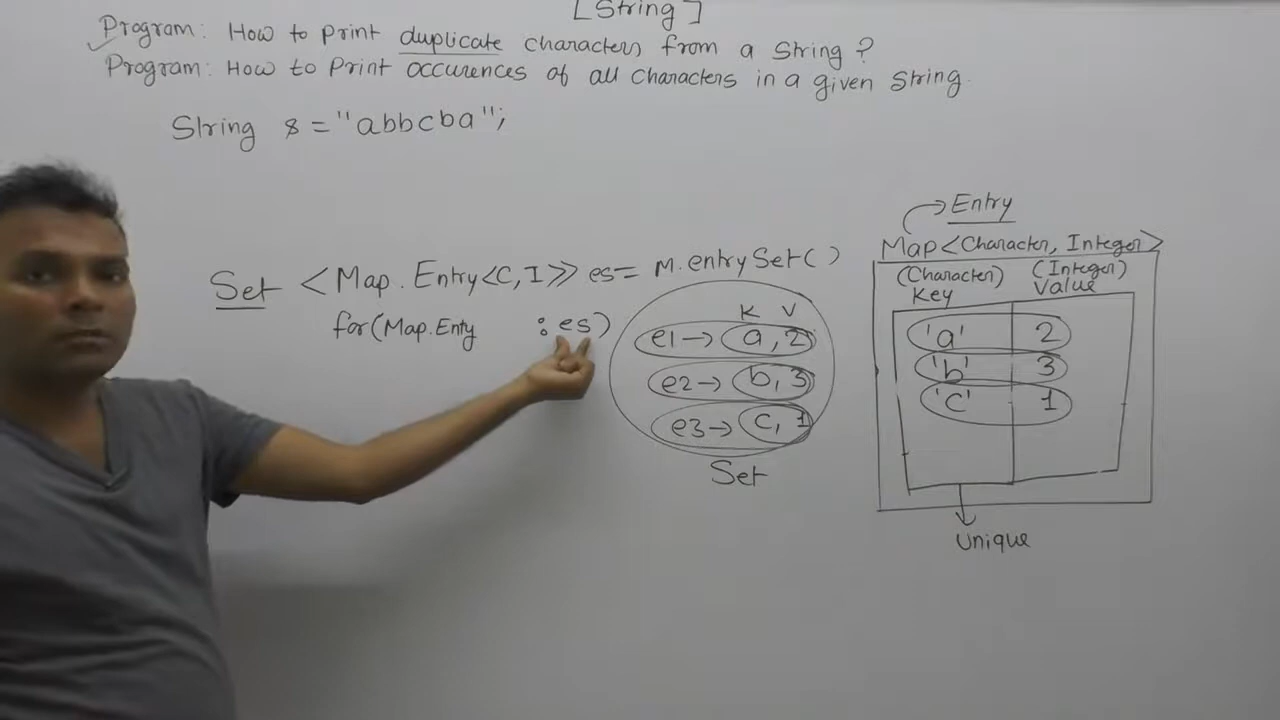 [String]
Program: How to print duplicate characters from a string?
Program: How to print occurences of all characters in a given string.
String s = "abbcba";
Set <Map.Entry<C,I>> es= M.entrySet()
for(Map.Enty : es)
K V
e1→ a, 2
e2→ b, 3
e3→ c, 1
Set
Entry
Map<Character, Integer>
(Character) (Integer)
Key Value
'a' 2
'b' 3
'c' 1
Unique